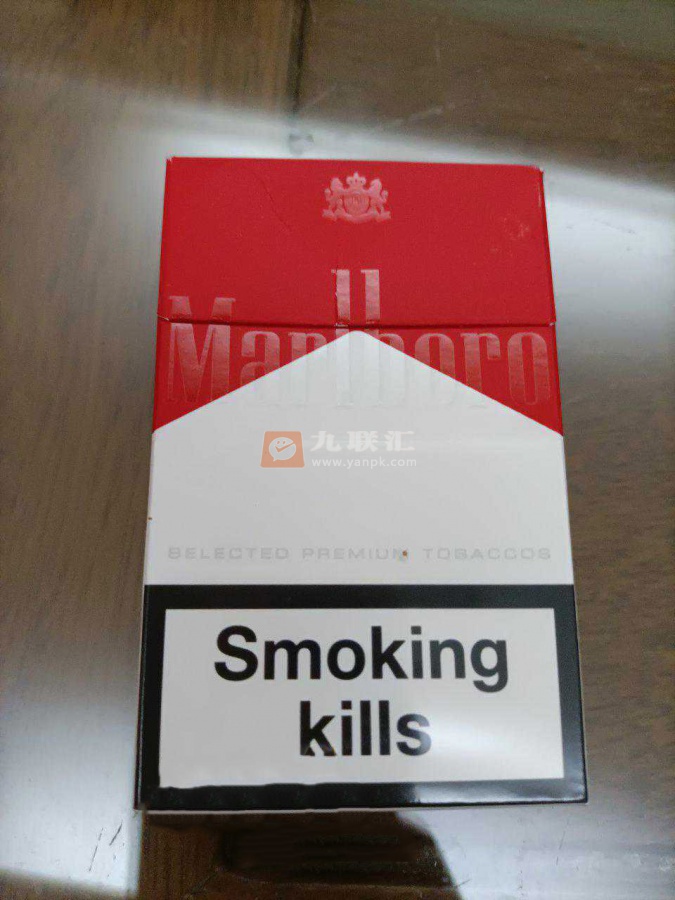 Marlboro
九联汇
www.yanpk.com
SELECTED PREMIUM TOBACCOS
Smoking
kills